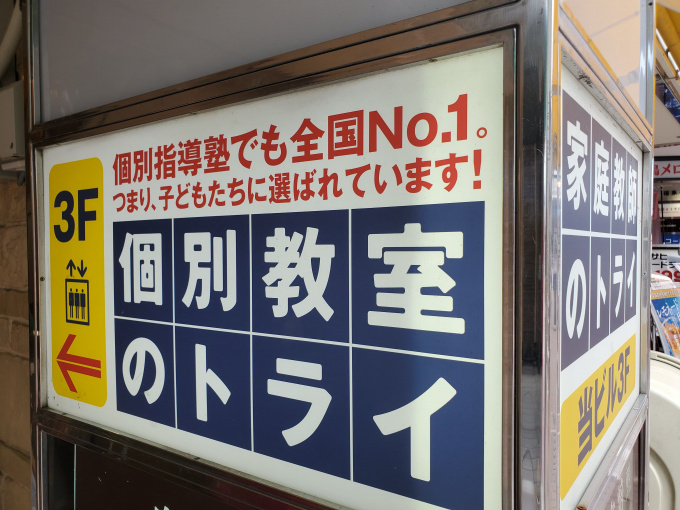 個別指導塾でも全国No.1。
つまり、子どもたちに選ばれています!
3F
個別教室
のトライ
家庭教師
のトライ
当ビル3F